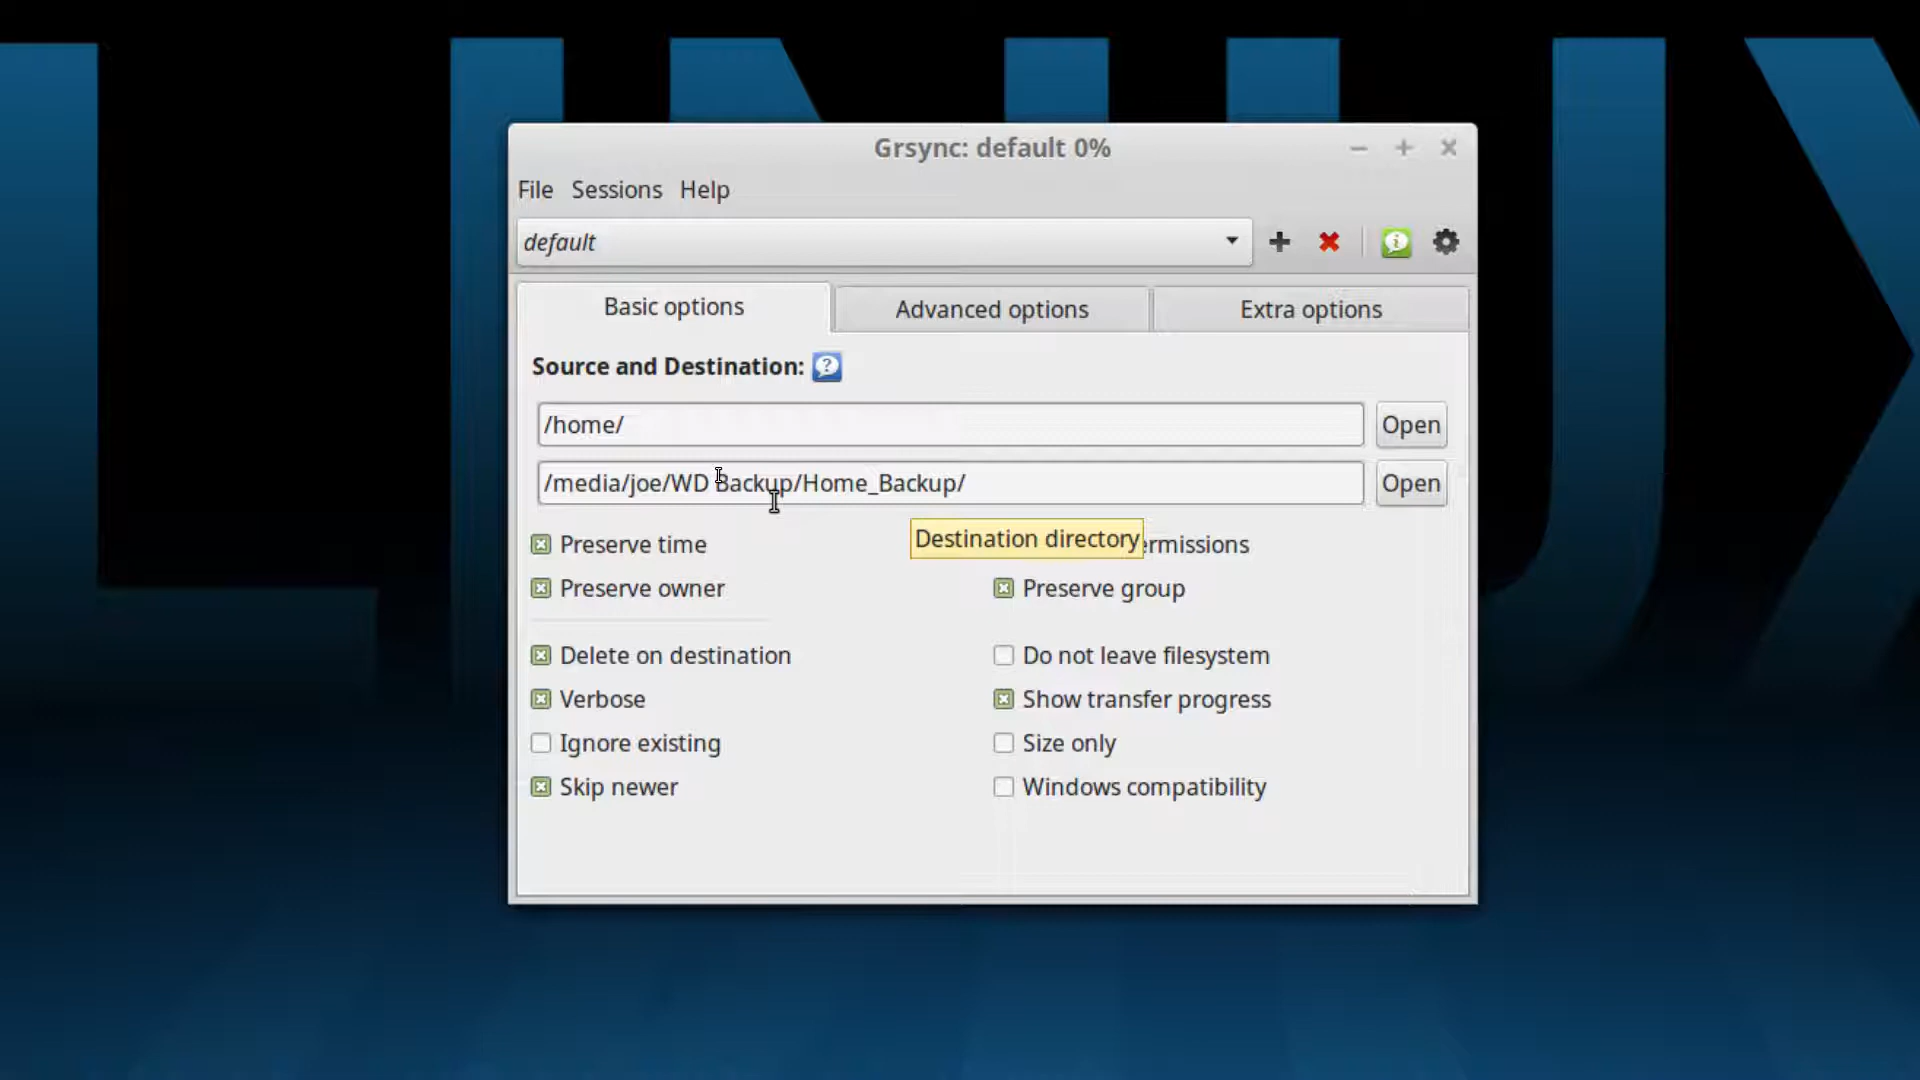 LINUX
Grsync: default 0%
File Sessions Help
default
Basic options Advanced options Extra options
Source and Destination:
/home/ Open
/media/joe/WD Backup/Home_Backup/ Open
Destination directory
Preserve time ermissions
Preserve owner Preserve group
Delete on destination Do not leave filesystem
Verbose Show transfer progress
Ignore existing Size only
Skip newer Windows compatibility